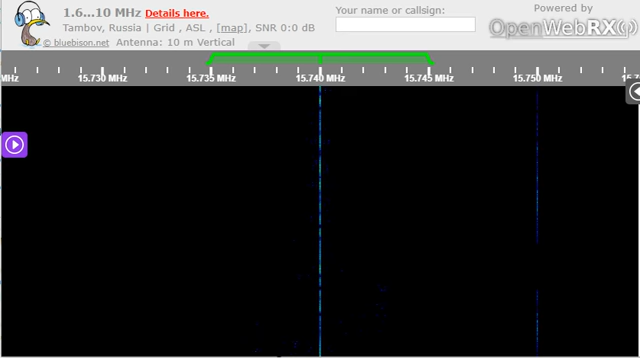 1.6...10 MHz Details here.
Tambov, Russia | Grid , ASL , [map], SNR 0:0 dB
© bluebison.net Antenna: 10 m Vertical
Your name or callsign:
Powered by
OpenWebRX
MHz 15.730 MHz 15.735 MHz 15.740 MHz 15.745 MHz 15.750 MHz 15.7